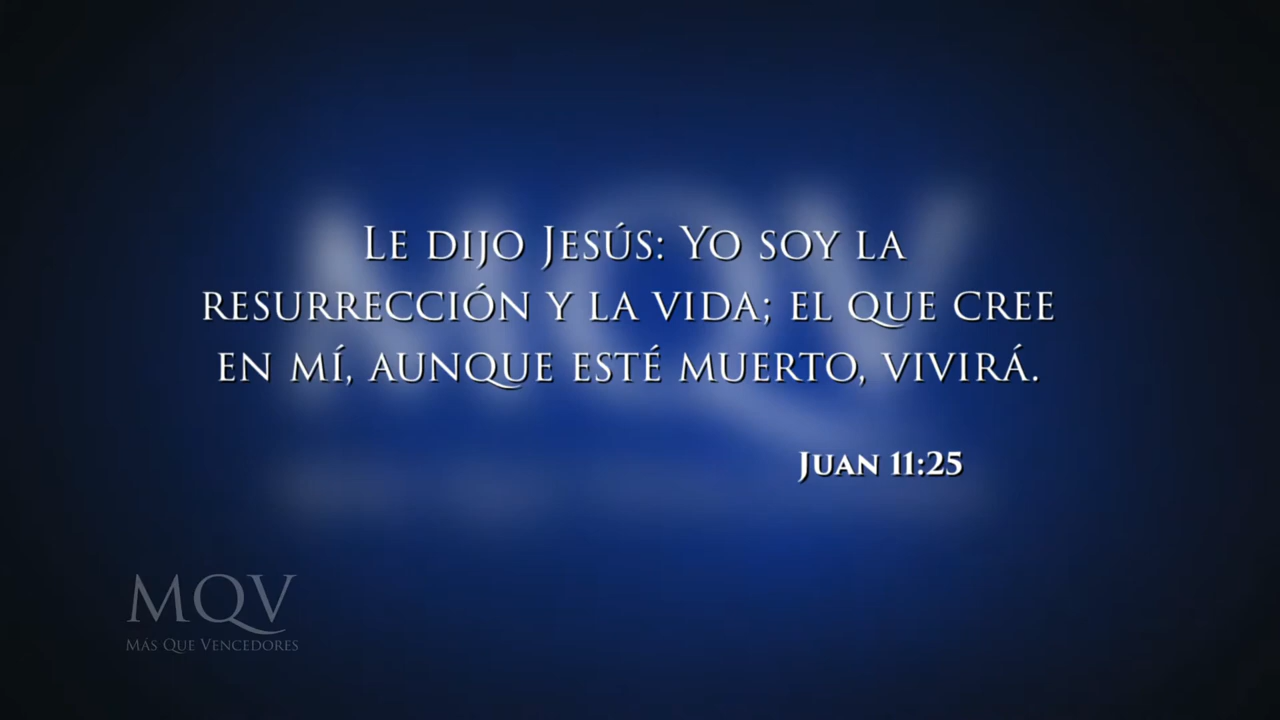 Le dijo Jesús: Yo soy la
resurrección y la vida; el que cree
en mí, aunque esté muerto, vivirá.
Juan 11:25
MQV
Más Que Vencedores